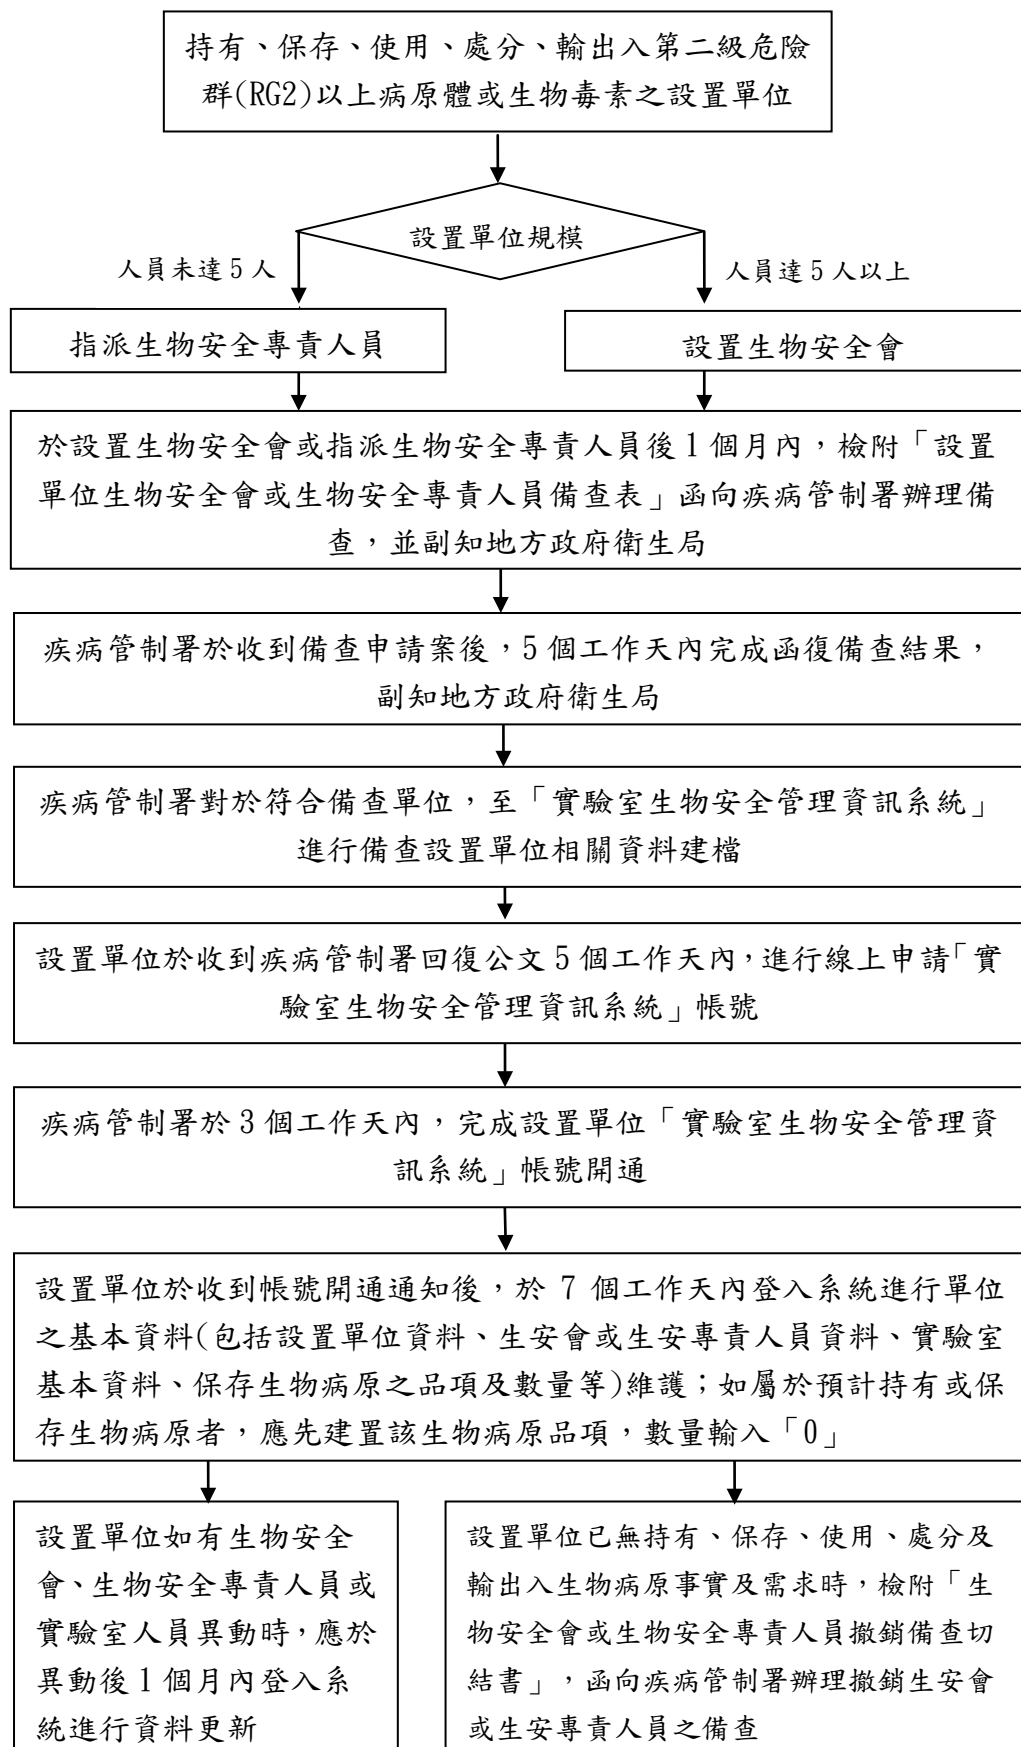 持有、保存、使用、處分、輸出入第二級危險
群(RG2)以上病原體或生物毒素之設置單位
設置單位規模
人員未達5人
人員達5人以上
指派生物安全專責人員
設置生物安全會
於設置生物安全會或指派生物安全專責人員後1個月內，檢附「設置
單位生物安全會或生物安全專責人員備查表」函向疾病管制署辦理備
查，並副知地方政府衛生局
疾病管制署於收到備查申請案後，5個工作天內完成函復備查結果，
副知地方政府衛生局
疾病管制署對於符合備查單位，至「實驗室生物安全管理資訊系統」
進行備查設置單位相關資料建檔
設置單位於收到疾病管制署回復公文5個工作天內，進行線上申請「實
驗室生物安全管理資訊系統」帳號
疾病管制署於3個工作天內，完成設置單位「實驗室生物安全管理資
訊系統」帳號開通
設置單位於收到帳號開通通知後，於 7 個工作天內登入系統進行單位
之基本資料(包括設置單位資料、生安會或生安專責人員資料、實驗室
基本資料、保存生物病原之品項及數量等)維護；如屬於預計持有或保
存生物病原者，應先建置該生物病原品項，數量輸入「0」
設置單位如有生物安全
會、生物安全專責人員或
實驗室人員異動時，應於
異動後1個月內登入系
統進行資料更新
設置單位已無持有、保存、使用、處分及
輸出入生物病原事實及需求時，檢附「生
物安全會或生物安全專責人員撤銷備查切
結書」，函向疾病管制署辦理撤銷生安會
或生安專責人員之備查